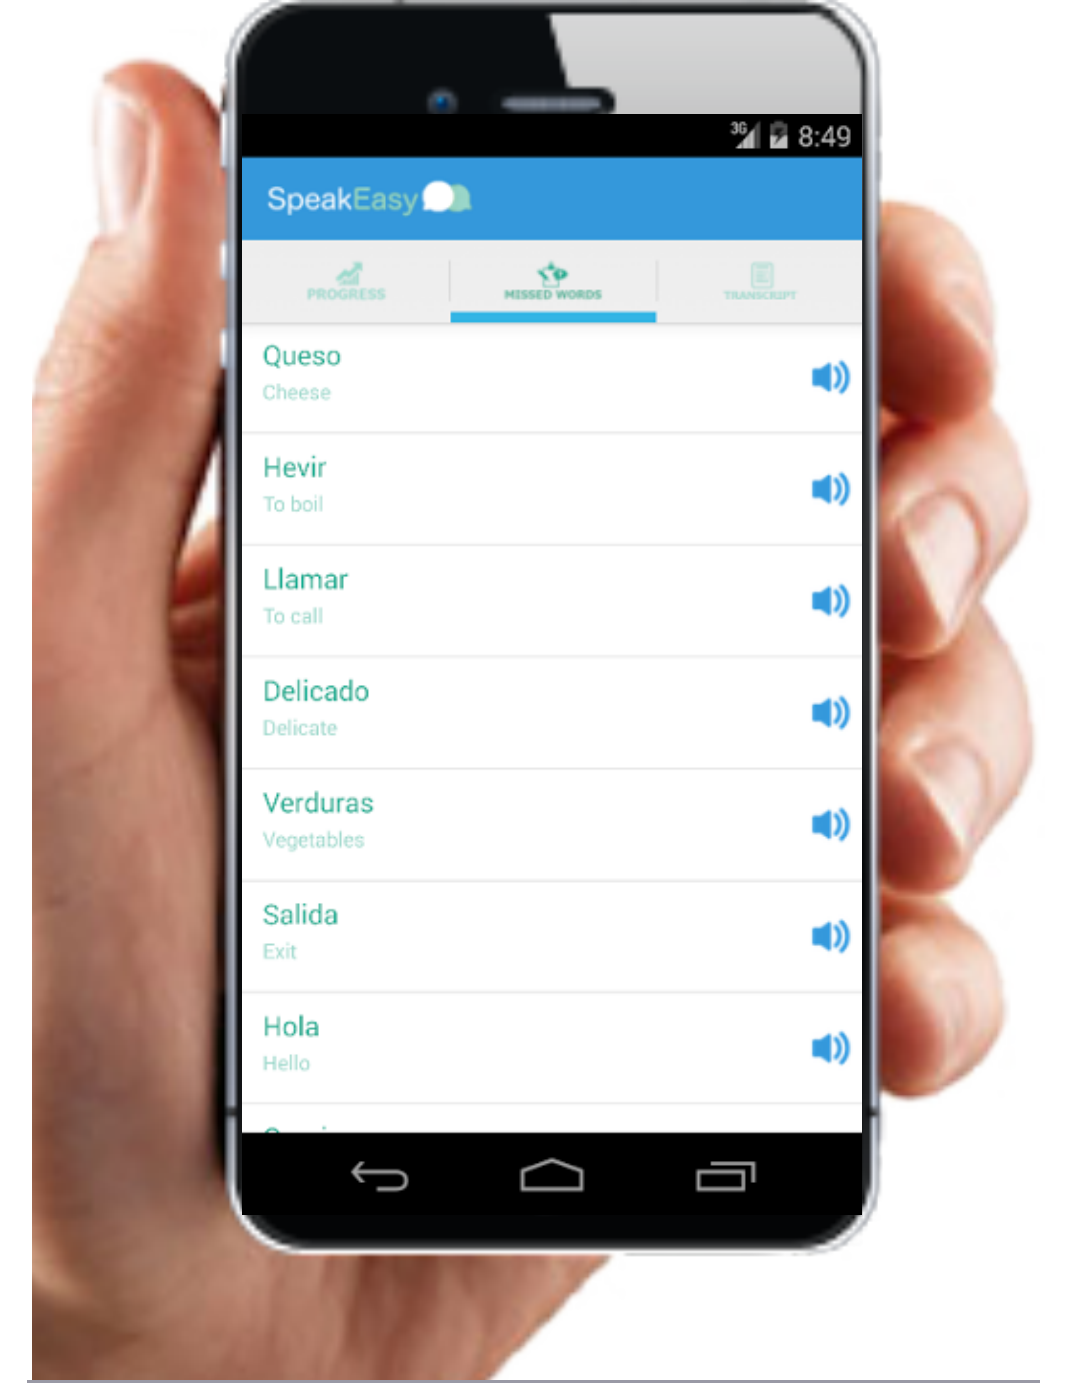 3G 8:49
SpeakEasy
PROGRESS MISSED WORDS TRANSCRIPT
Queso
Cheese
Hevir
To boil
Llamar
To call
Delicado
Delicate
Verduras
Vegetables
Salida
Exit
Hola
Hello